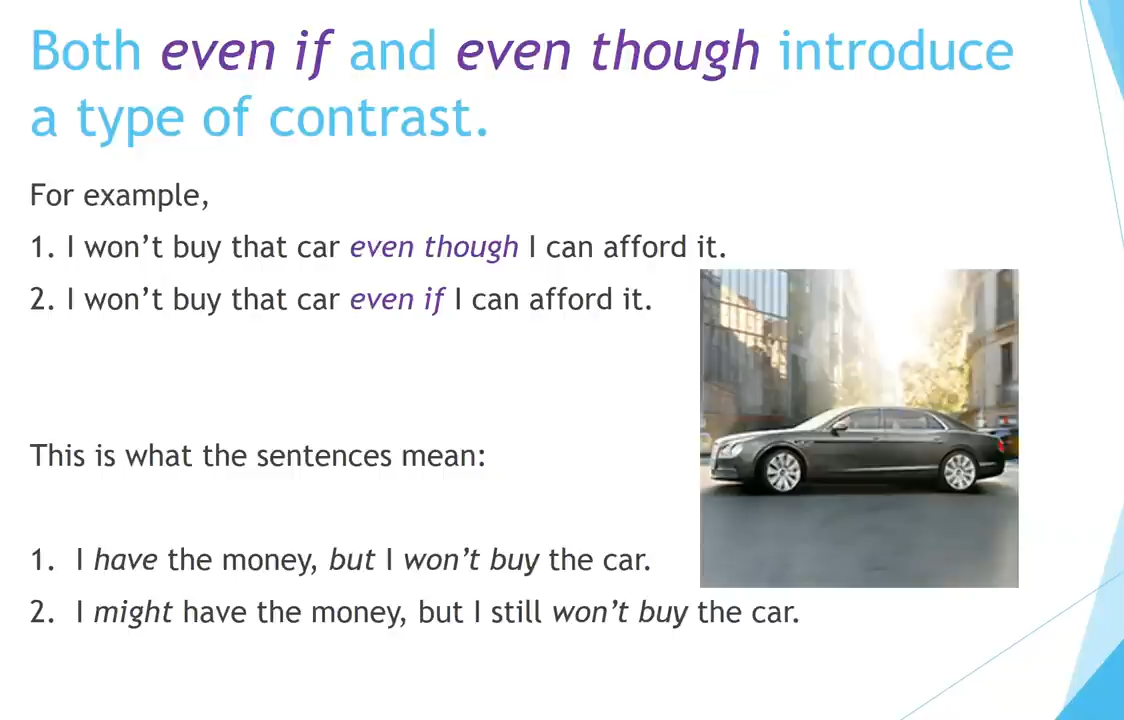 Both even if and even though introduce
a type of contrast.
For example,
1. I won’t buy that car even though I can afford it.
2. I won’t buy that car even if I can afford it.
This is what the sentences mean:
1. I have the money, but I won’t buy the car.
2. I might have the money, but I still won’t buy the car.